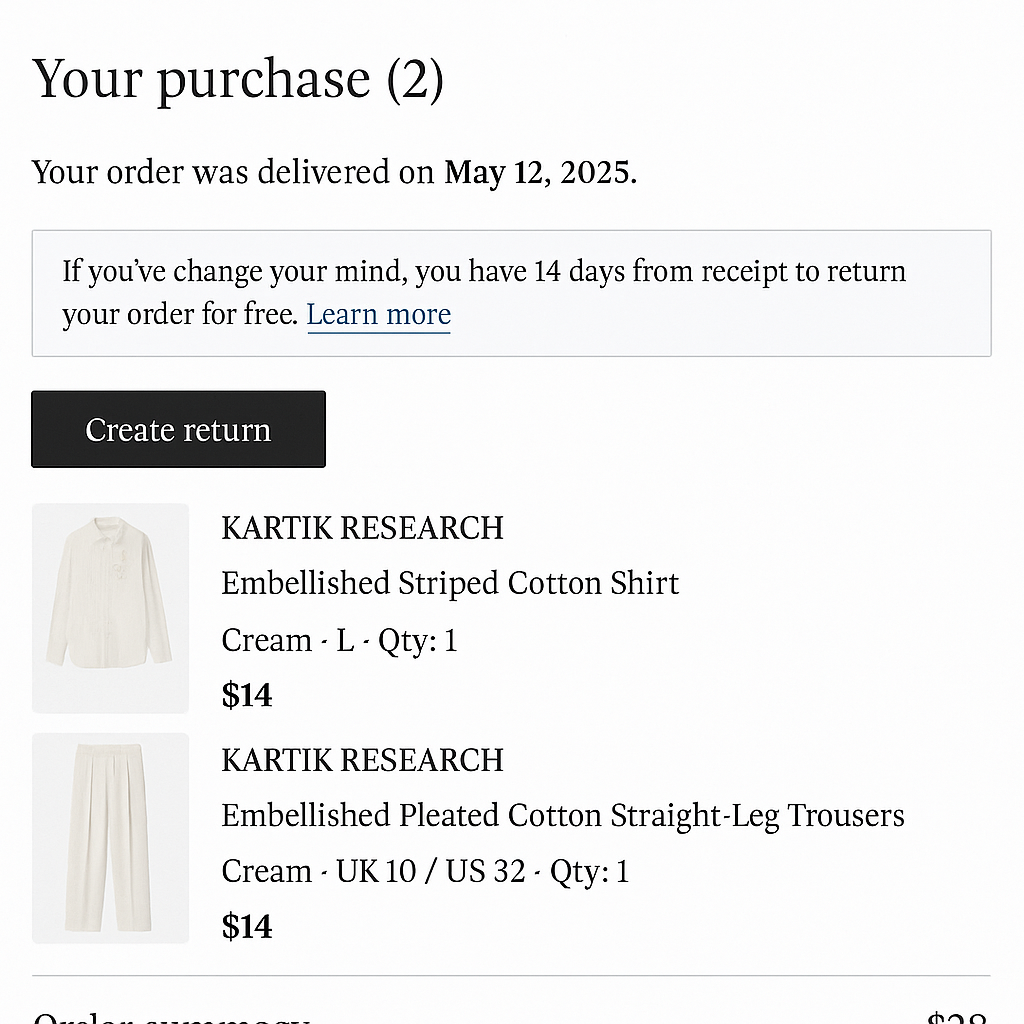 Your purchase (2)
Your order was delivered on May 12, 2025.
If you’ve change your mind, you have 14 days from receipt to return
your order for free. Learn more
Create return
KARTIK RESEARCH
Embellished Striped Cotton Shirt
Cream · L · Qty: 1
$14
KARTIK RESEARCH
Embellished Pleated Cotton Straight-Leg Trousers
Cream · UK 10 / US 32 · Qty: 1
$14